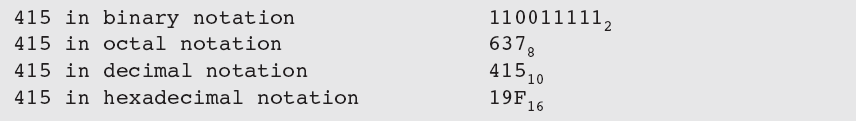 415 in binary notation 110011111₂
415 in octal notation 637₈
415 in decimal notation 415₁₀
415 in hexadecimal notation 19F₁₆